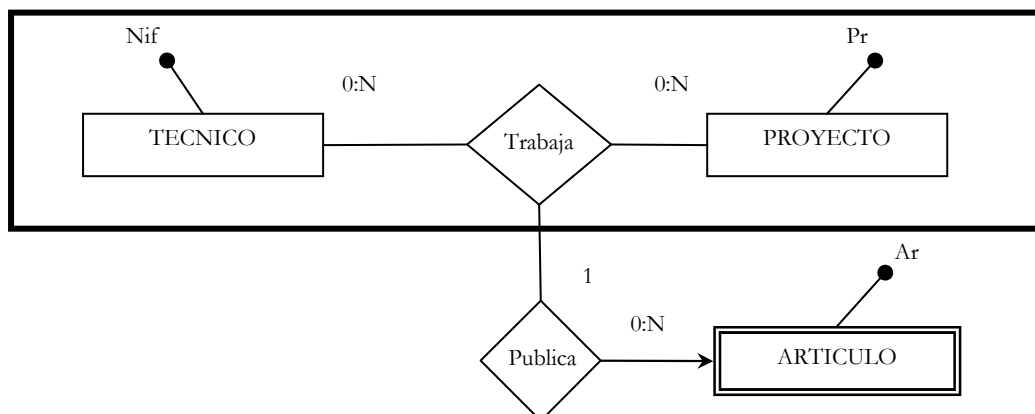 Nif
Pr
0:N
0:N
TECNICO
Trabaja
PROYECTO
Ar
1
0:N
Publica
ARTICULO